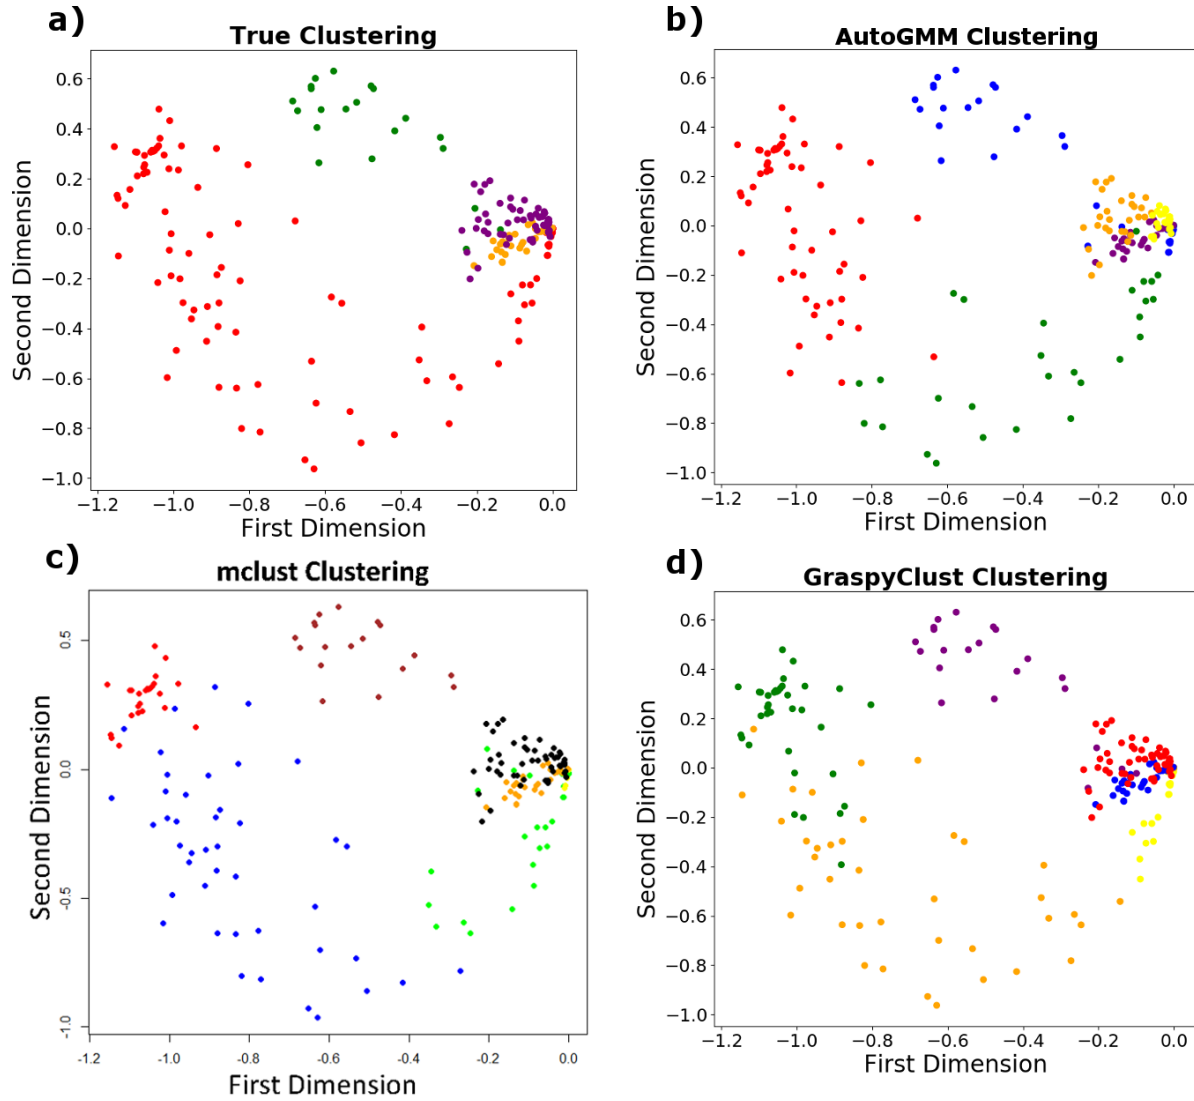 a)
True Clustering
0.6
0.4
0.2
0.0
−0.2
−0.4
−0.6
−0.8
−1.0
Second Dimension
−1.2 −1.0 −0.8 −0.6 −0.4 −0.2 0.0
First Dimension
b)
AutoGMM Clustering
0.6
0.4
0.2
0.0
−0.2
−0.4
−0.6
−0.8
−1.0
Second Dimension
−1.2 −1.0 −0.8 −0.6 −0.4 −0.2 0.0
First Dimension
c)
mclust Clustering
0.5
0.0
-0.5
-1.0
Second Dimension
-1.2 -1.0 -0.8 -0.6 -0.4 -0.2 0.0
First Dimension
d)
GraspyClust Clustering
0.6
0.4
0.2
0.0
−0.2
−0.4
−0.6
−0.8
−1.0
Second Dimension
−1.2 −1.0 −0.8 −0.6 −0.4 −0.2 0.0
First Dimension